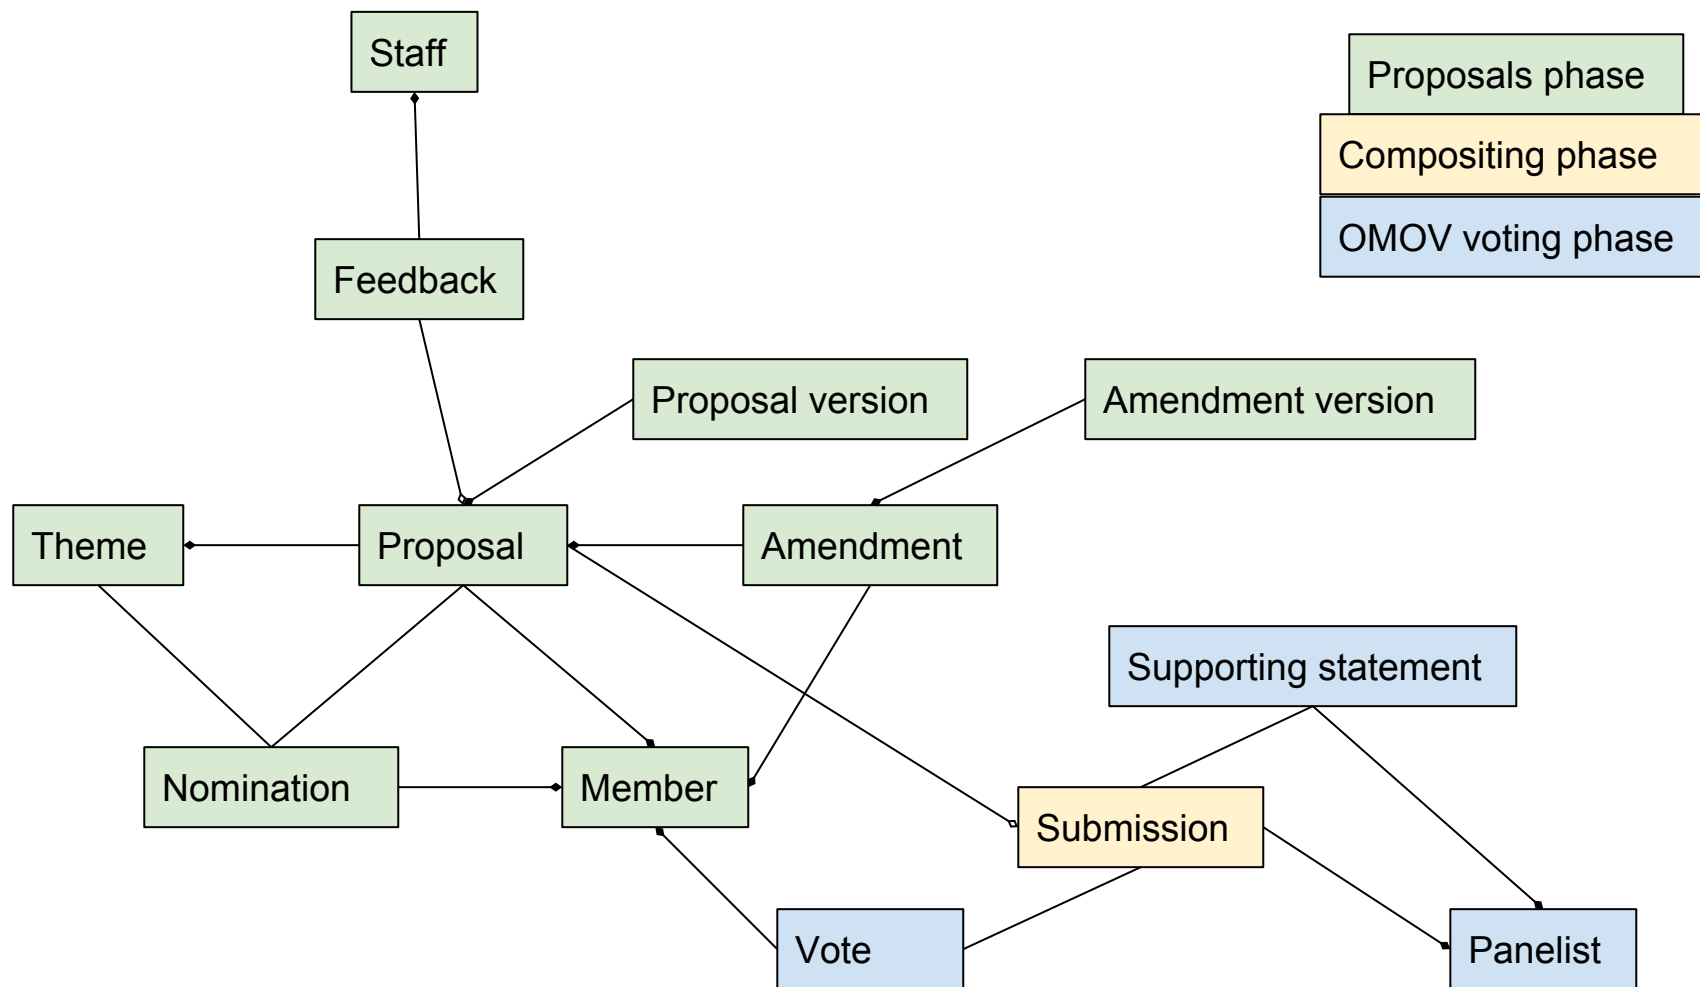 Staff
Proposals phase
Compositing phase
OMOV voting phase
Feedback
Proposal version
Amendment version
Theme
Proposal
Amendment
Supporting statement
Nomination
Member
Submission
Vote
Panelist